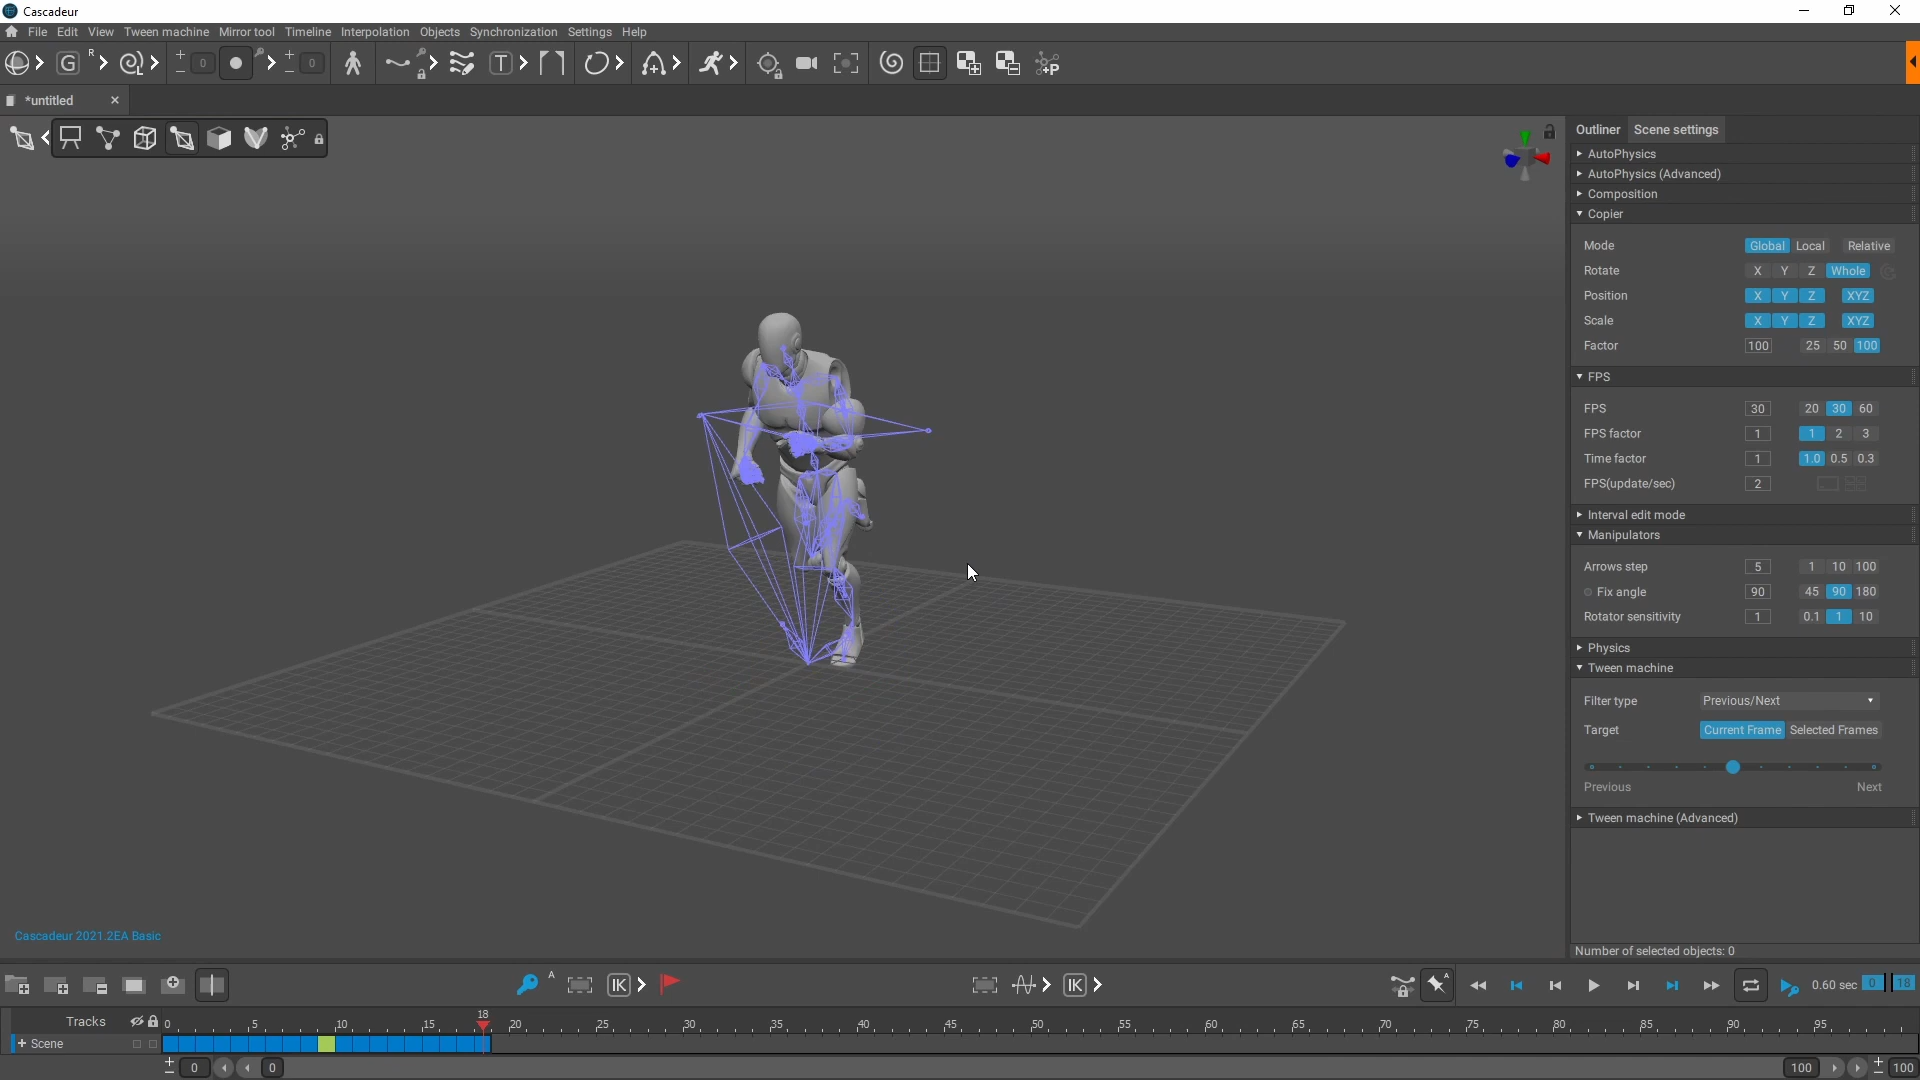 Cascadeur
File Edit View Tween machine Mirror tool Timeline Interpolation Objects Synchronization Settings Help
G R L 0 0 T P
*untitled
Outliner Scene settings
AutoPhysics
AutoPhysics (Advanced)
Composition
Copier
Mode Global Local Relative
Rotate X Y Z Whole
Position X Y Z XYZ
Scale X Y Z XYZ
Factor 100 25 50 100
FPS
FPS 30 20 30 60
FPS factor 1 1 2 3
Time factor 1 1.0 0.5 0.3
FPS(update/sec) 2
Interval edit mode
Manipulators
Arrows step 5 1 10 100
Fix angle 90 45 90 180
Rotator sensitivity 1 0.1 1 10
Physics
Tween machine
Filter type Previous/Next
Target Current Frame Selected Frames
Previous Next
Tween machine (Advanced)
Cascadeur 2021.2EA Basic
Number of selected objects: 0
A IK IK A 0.60 sec 0 18
Tracks 0 5 10 15 18 20 25 30 35 40 45 50 55 60 65 70 75 80 85 90 95
+ Scene
0 0 100 100